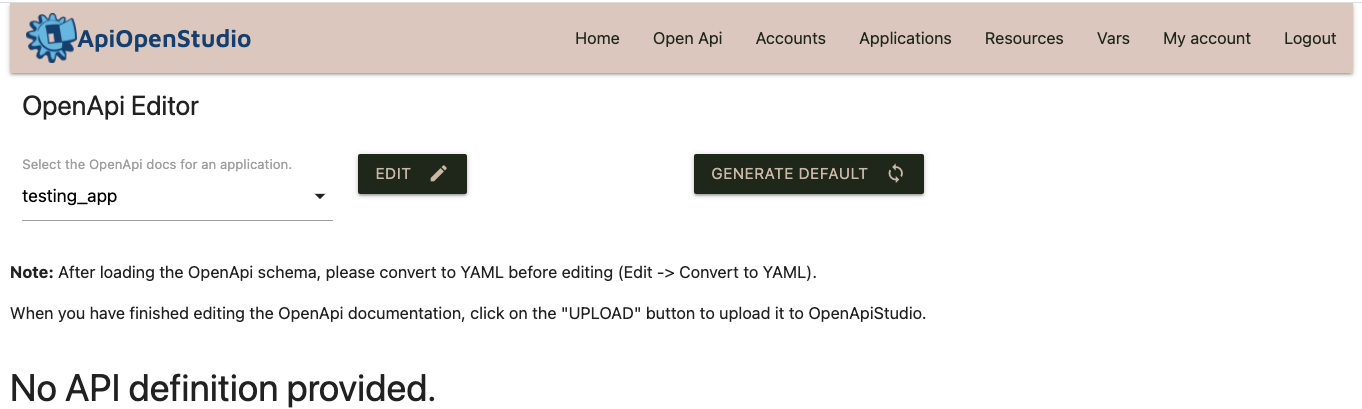 ApiOpenStudio
Home Open Api Accounts Applications Resources Vars My account Logout
OpenApi Editor
Select the OpenApi docs for an application.
testing_app
EDIT
GENERATE DEFAULT
Note: After loading the OpenApi schema, please convert to YAML before editing (Edit -> Convert to YAML).
When you have finished editing the OpenApi documentation, click on the "UPLOAD" button to upload it to OpenApiStudio.
No API definition provided.